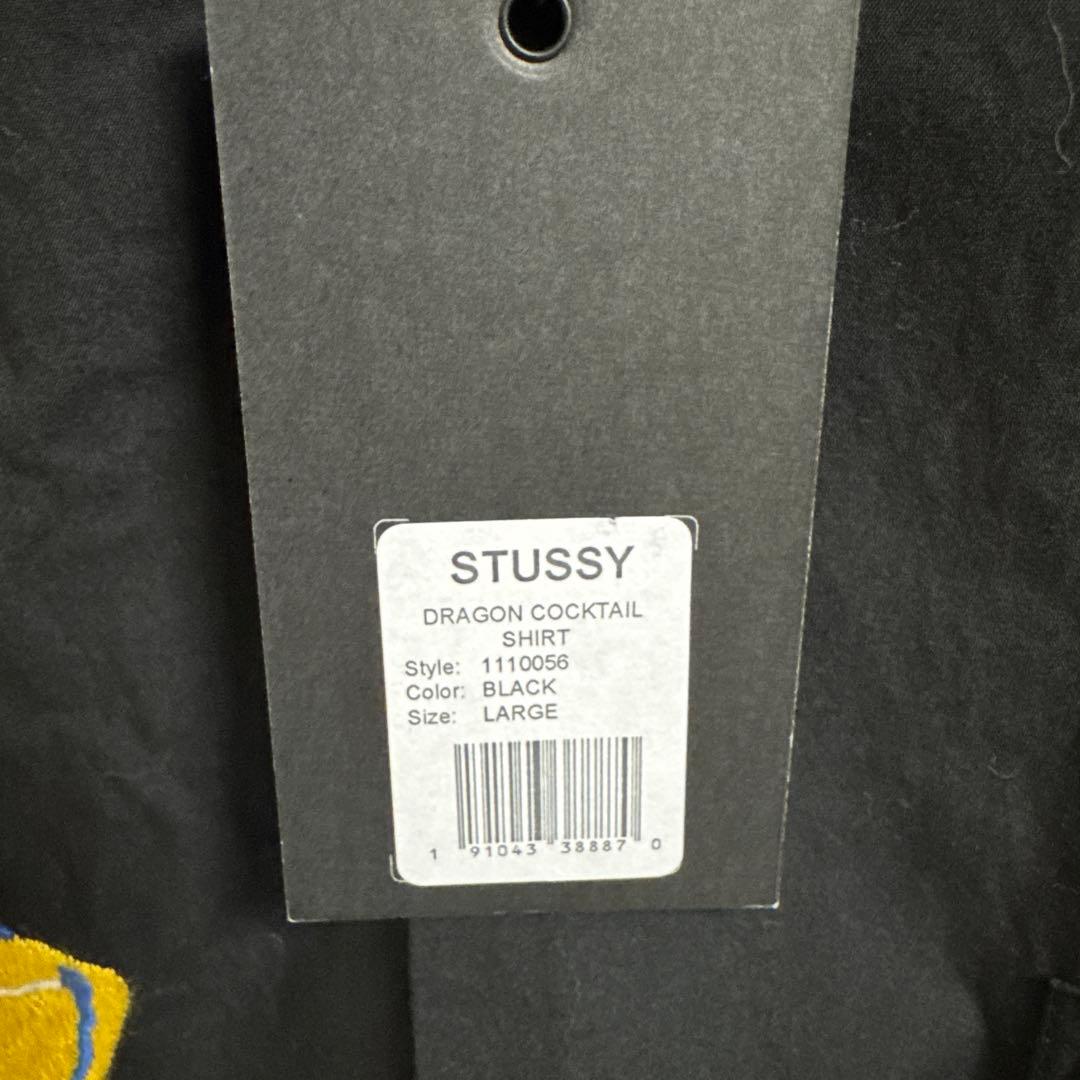 STUSSY
DRAGON COCKTAIL
SHIRT
Style: 1110056
Color: BLACK
Size: LARGE
1 91043 38887 0